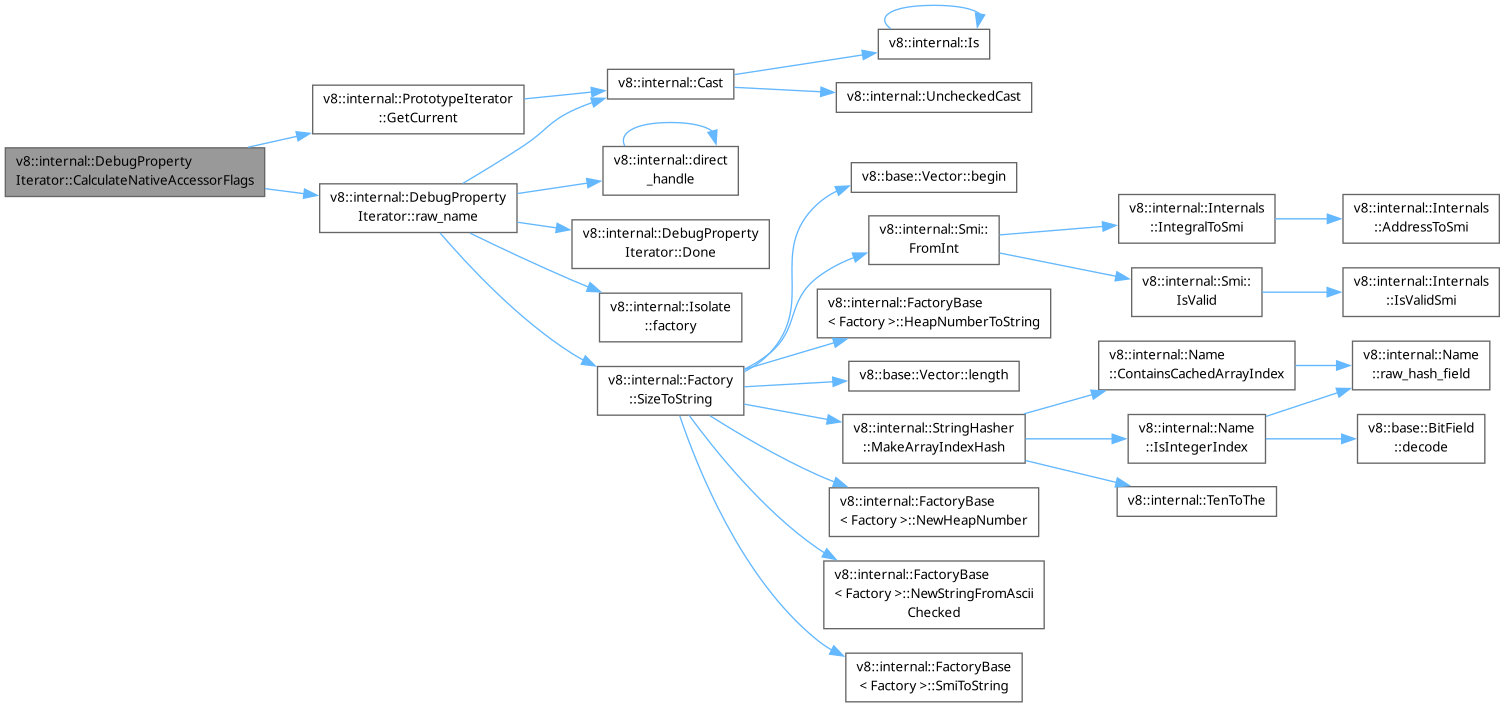 v8::internal::DebugProperty
Iterator::CalculateNativeAccessorFlags
v8::internal::PrototypeIterator
::GetCurrent
v8::internal::DebugProperty
Iterator::raw_name
v8::internal::Cast
v8::internal::Is
v8::internal::UncheckedCast
v8::internal::direct
_handle
v8::internal::DebugProperty
Iterator::Done
v8::internal::Isolate
::factory
v8::internal::Factory
::SizeToString
v8::base::Vector::begin
v8::internal::Smi::
FromInt
v8::internal::FactoryBase
< Factory >::HeapNumberToString
v8::base::Vector::length
v8::internal::StringHasher
::MakeArrayIndexHash
v8::internal::FactoryBase
< Factory >::NewHeapNumber
v8::internal::FactoryBase
< Factory >::NewStringFromAscii
Checked
v8::internal::FactoryBase
< Factory >::SmiToString
v8::internal::Internals
::IntegralToSmi
v8::internal::Smi::
IsValid
v8::internal::Name
::ContainsCachedArrayIndex
v8::internal::Name
::IsIntegerIndex
v8::internal::TenToThe
v8::internal::Internals
::AddressToSmi
v8::internal::Internals
::IsValidSmi
v8::internal::Name
::raw_hash_field
v8::base::BitField
::decode